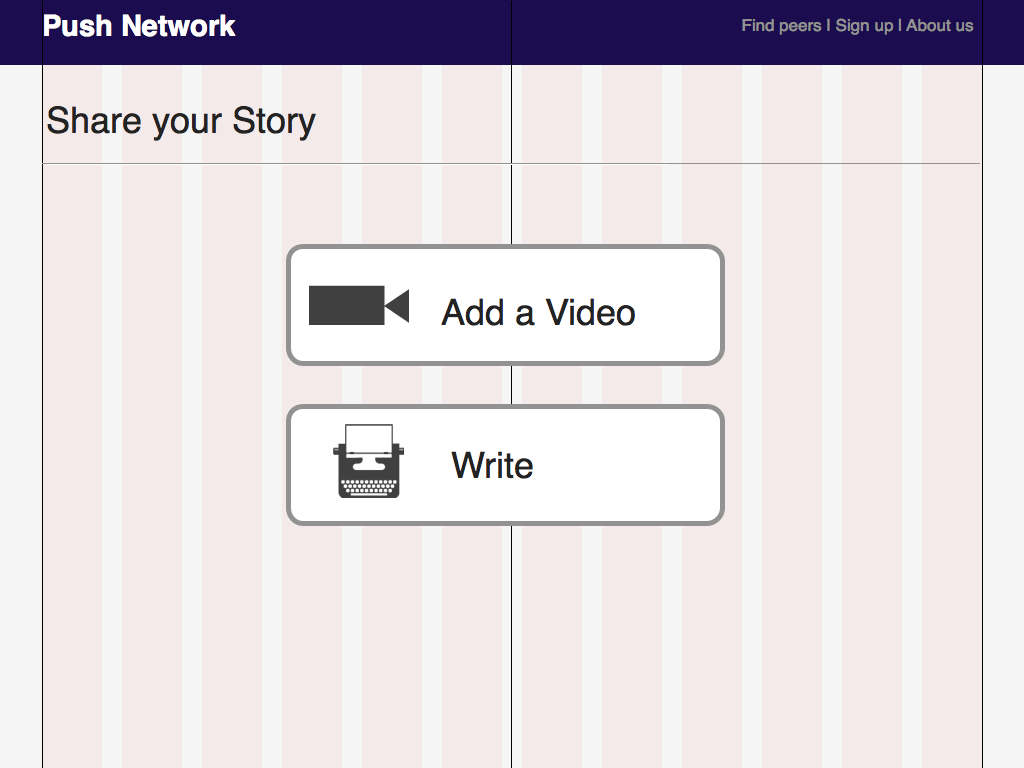 Push Network
Find peers | Sign up | About us
Share your Story
Add a Video
Write